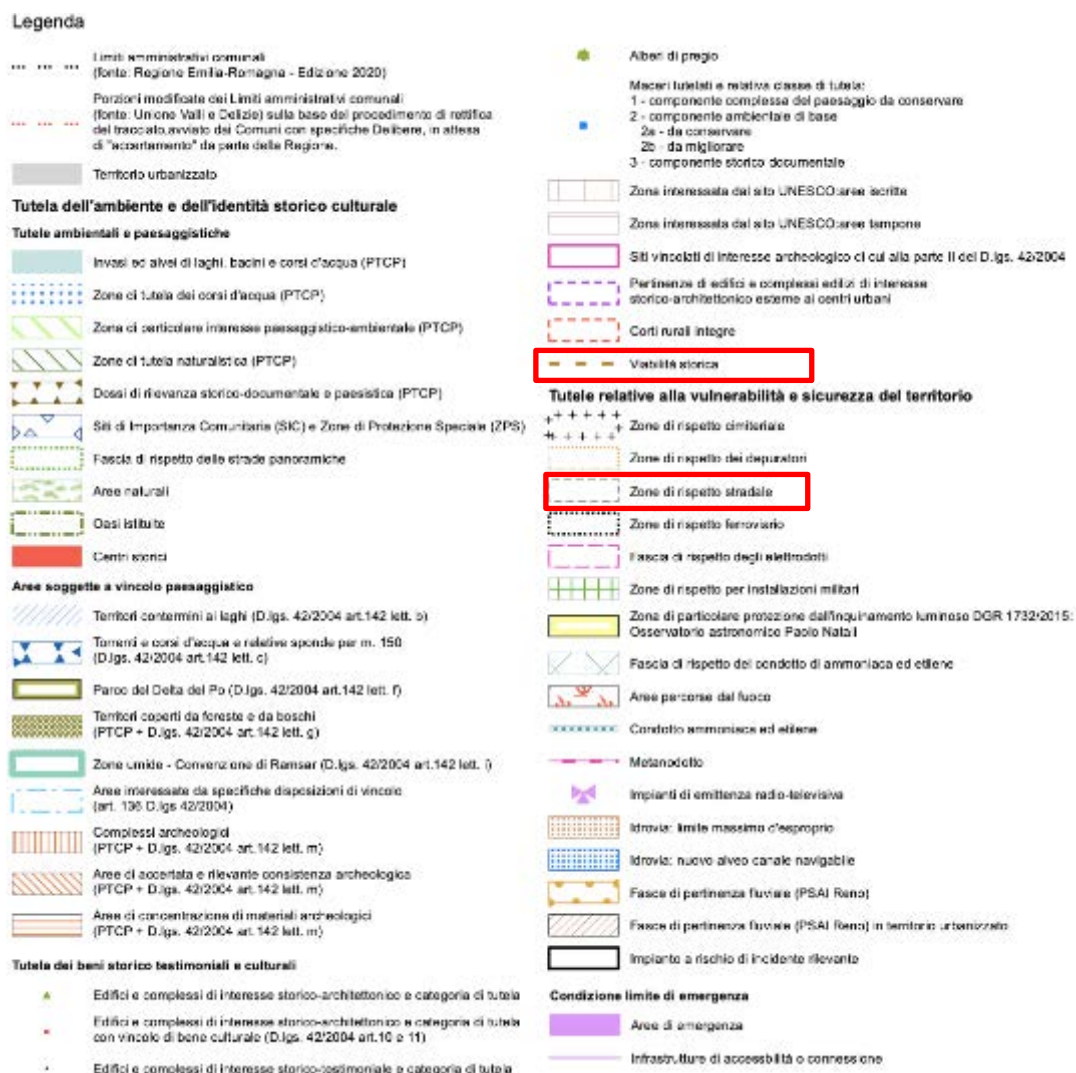 Legenda
Limiti amministrativi comunali
(fonte: Regione Emilia-Romagna - Edizione 2020)
Porzioni modificate dei Limiti amministrativi comunali
(fonte: Unione Valli e Delizie) sulla base del procedimento di rettifica
del tracciato,avviato dai Comuni con specifiche Delibere, in attesa
di "accertamento" da parte della Regione.
Territorio urbanizzato
Tutela dell'ambiente e dell'identità storico culturale
Tutele ambientali e paesaggistiche
Invasi ed alvei di laghi, bacini e corsi d'acqua (PTCP)
Zone di tutela dei corsi d'acqua (PTCP)
Zona di particolare interesse paesaggistico-ambientale (PTCP)
Zone di tutela naturalistica (PTCP)
Dossi di rilevanza storico-documentale e paesistica (PTCP)
Siti di Importanza Comunitaria (SIC) e Zone di Protezione Speciale (ZPS)
Fascia di rispetto delle strade panoramiche
Aree naturali
Oasi istituite
Centri storici
Aree soggette a vincolo paesaggistico
Territori contermini ai laghi (D.lgs. 42/2004 art.142 lett. b)
Torrenti e corsi d'acqua e relative sponde per m. 150
(D.lgs. 42/2004 art.142 lett. c)
Parco del Delta del Po (D.lgs. 42/2004 art.142 lett. f)
Territori coperti da foreste e da boschi
(PTCP + D.lgs. 42/2004 art.142 lett. g)
Zone umide - Convenzione di Ramsar (D.lgs. 42/2004 art.142 lett. i)
Aree interessate da specifiche disposizioni di vincolo
(art. 136 D.lgs 42/2004)
Complessi archeologici
(PTCP + D.lgs. 42/2004 art.142 lett. m)
Aree di accertata e rilevante consistenza archeologica
(PTCP + D.lgs. 42/2004 art.142 lett. m)
Aree di concentrazione di materiali archeologici
(PTCP + D.lgs. 42/2004 art.142 lett. m)
Tutela dei beni storico testimoniali e culturali
Edifici e complessi di interesse storico-architettonico e categoria di tutela
Edifici e complessi di interesse storico-architettonico e categoria di tutela
con vincolo di bene culturale (D.lgs. 42/2004 art.10 e 11)
Edifici e complessi di interesse storico-testimoniale e categoria di tutela
Alberi di pregio
Maceri tutelati e relativa classe di tutela:
1 - componente complessa del paesaggio da conservare
2 - componente ambientale di base
2a - da conservare
2b - da migliorare
3 - componente storico documentale
Zona interessata dal sito UNESCO:aree iscritte
Zona interessata dal sito UNESCO:aree tampone
Siti vincolati di interesse archeologico di cui alla parte II del D.lgs. 42/2004
Pertinenze di edifici e complessi edilizi di interesse
storico-architettonico esterne ai centri urbani
Corti rurali integre
Viabilità storica
Tutele relative alla vulnerabilità e sicurezza del territorio
Zone di rispetto cimiteriale
Zone di rispetto dei depuratori
Zone di rispetto stradale
Zone di rispetto ferroviario
Fascia di rispetto degli elettrodotti
Zone di rispetto per installazioni militari
Zona di particolare protezione dall'inquinamento luminoso DGR 1732/2015:
Osservatorio astronomico Paolo Natali
Fascia di rispetto del condotto di ammoniaca ed etilene
Aree percorse dal fuoco
Condotto ammoniaca ed etilene
Metanodotto
Impianti di emittenza radio-televisiva
Idrovia: limite massimo d'esproprio
Idrovia: nuovo alveo canale navigabile
Fasce di pertinenza fluviale (PSAI Reno)
Fasce di pertinenza fluviale (PSAI Reno) in territorio urbanizzato
Impianto a rischio di incidente rilevante
Condizione limite di emergenza
Aree di emergenza
Infrastrutture di accessbilità o connessione